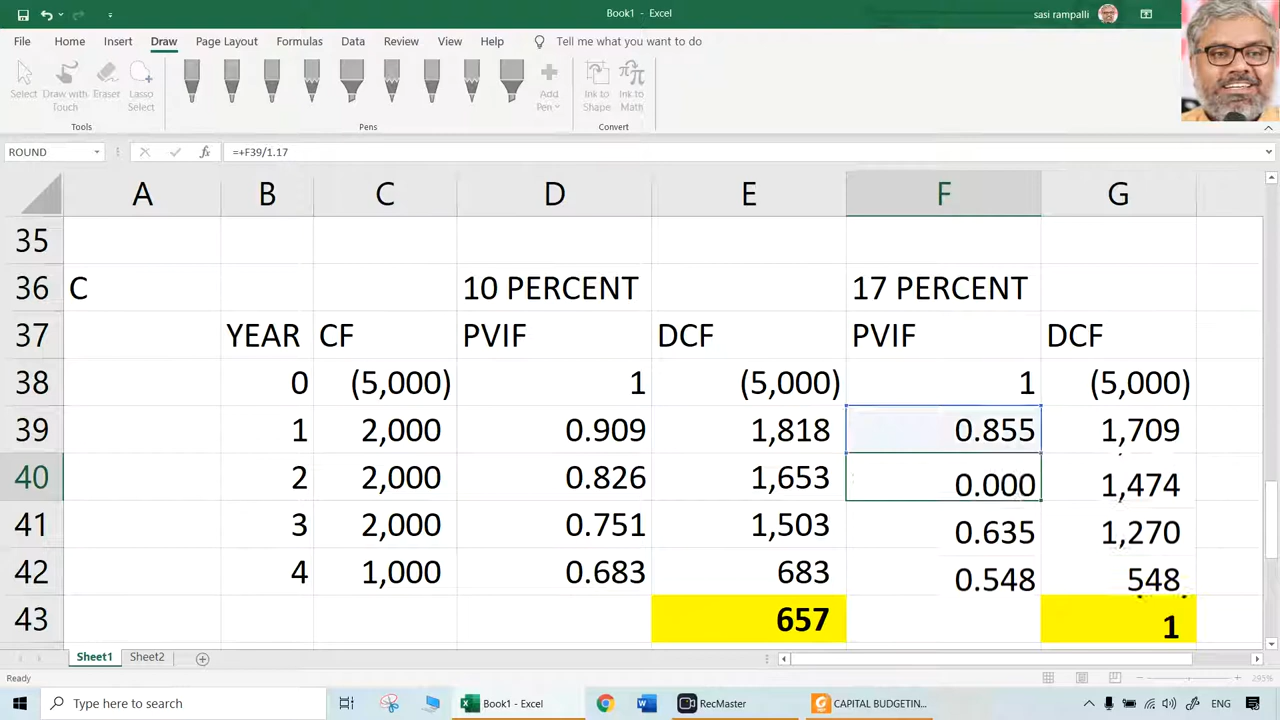 Book1 - Excel
sasi rampalli
File Home Insert Draw Page Layout Formulas Data Review View Help Tell me what you want to do
Select Draw with Touch Eraser Lasso Select Add Pen Ink to Shape Ink to Math
Tools Pens Convert
ROUND fx =+F39/1.17
A B C D E F G
35
36 C 10 PERCENT 17 PERCENT
37 YEAR CF PVIF DCF PVIF DCF
38 0 (5,000) 1 (5,000) 1 (5,000)
39 1 2,000 0.909 1,818 0.855 1,709
40 2 2,000 0.826 1,653 0.000 1,474
41 3 2,000 0.751 1,503 0.635 1,270
42 4 1,000 0.683 683 0.548 548
43 657 1
Sheet1 Sheet2
295%
Type here to search Book1 - Excel RecMaster CAPITAL BUDGETIN... ENG